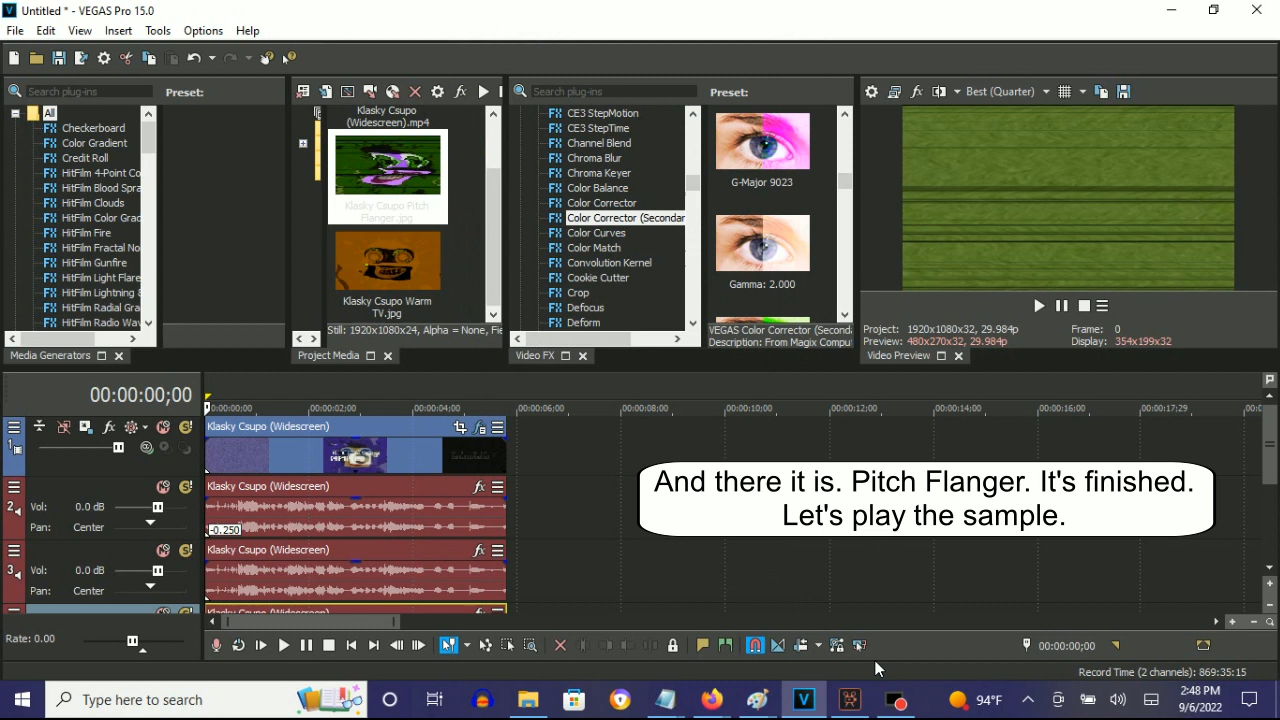 Untitled * - VEGAS Pro 15.0
File Edit View Insert Tools Options Help
Search plug-ins
Preset:
All
Checkerboard
Color Gradient
Credit Roll
HitFilm 4-Point Co
HitFilm Blood Spra
HitFilm Clouds
HitFilm Color Grac
HitFilm Fire
HitFilm Fractal No
HitFilm Gunfire
HitFilm Light Flare
HitFilm Lightning &
HitFilm Radial Gra
HitFilm Radio Wav
Media Generators
Klasky Csupo
(Widescreen).mp4
Klasky Csupo Pitch
Flanger.jpg
Klasky Csupo Warm
TV.jpg
Still: 1920x1080x24, Alpha = None, Fie
Project Media
Search plug-ins
Preset:
CE3 StepMotion
CE3 StepTime
Channel Blend
Chroma Blur
Chroma Keyer
Color Balance
Color Corrector
Color Corrector (Secondar
Color Curves
Color Match
Convolution Kernel
Cookie Cutter
Crop
Defocus
Deform
G-Major 9023
Gamma: 2.000
VEGAS Color Corrector (Second
Description: From Magix Compu
Video FX
Best (Quarter)
Project: 1920x1080x32, 29.984p
Frame: 0
Preview: 480x270x32, 29.984p
Display: 354x199x32
Video Preview
00:00:00;00
00:00:00;00 00:00:02;00 00:00:04;00 00:00:06;00 00:00:08;00 00:00:10;00 00:00:12;00 00:00:14;00 00:00:16;00 00:00:17;29
1
Klasky Csupo (Widescreen)
2
Klasky Csupo (Widescreen)
Vol: 0.0 dB
Pan: Center
-0.250
3
Klasky Csupo (Widescreen)
Vol: 0.0 dB
Pan: Center
Klasky Csupo (Widescreen)
And there it is. Pitch Flanger. It's finished.
Let's play the sample.
Rate: 0.00
00:00:00;00
Record Time (2 channels): 869:35:15
Type here to search
94°F
2:48 PM
9/6/2022